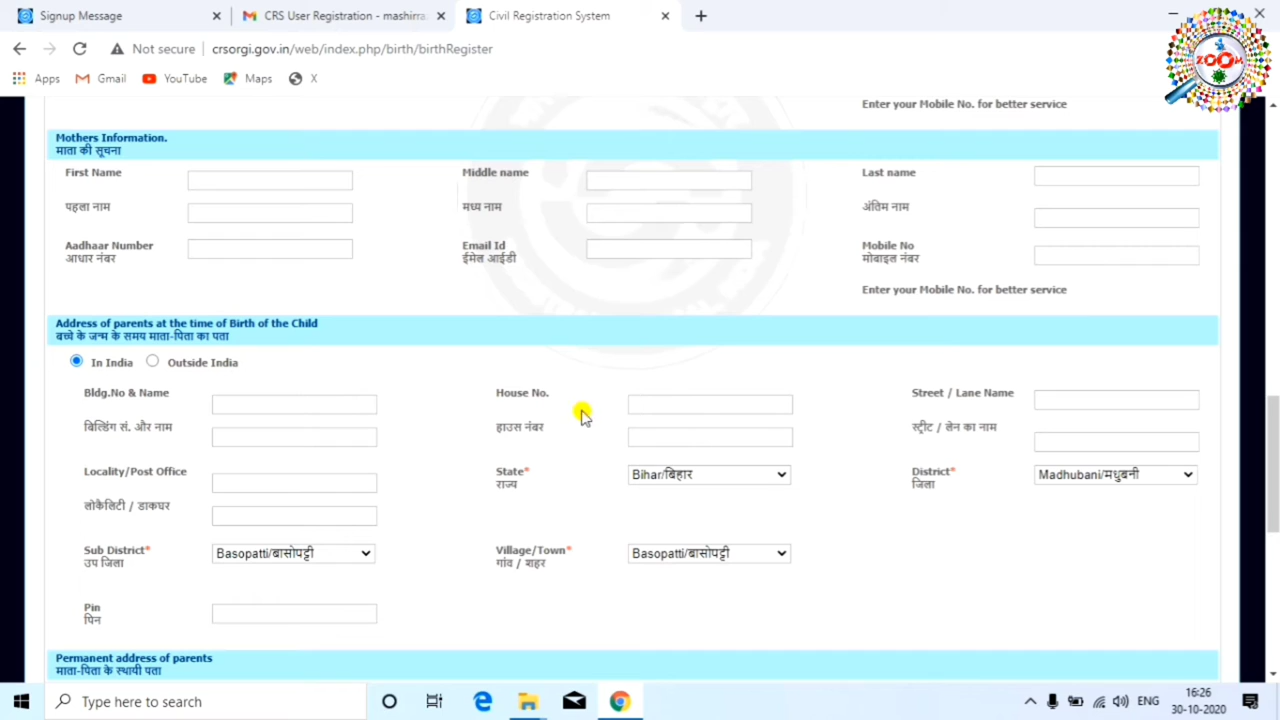 Signup Message
CRS User Registration - mashirra
Civil Registration System
Not secure
crsorgi.gov.in/web/index.php/birth/birthRegister
Apps
Gmail
YouTube
Maps
X
ZOOM
Enter your Mobile No. for better service
Mothers Information.
माता की सूचना
First Name
Middle name
Last name
पहला नाम
मध्य नाम
अंतिम नाम
Aadhaar Number
Email Id
Mobile No
आधार नंबर
ईमेल आईडी
मोबाइल नंबर
Enter your Mobile No. for better service
Address of parents at the time of Birth of the Child
बच्चे के जन्म के समय माता-पिता का पता
In India
Outside India
Bldg.No & Name
House No.
Street / Lane Name
बिल्डिंग सं. और नाम
हाउस नंबर
स्ट्रीट / लेन का नाम
Locality/Post Office
State*
Bihar/बिहार
District*
Madhubani/मधुबनी
राज्य
जिला
लोकैलिटी / डाकघर
Sub District*
Basopatti/बासोपट्टी
Village/Town*
Basopatti/बासोपट्टी
उप जिला
गांव / शहर
Pin
पिन
Permanent address of parents
माता-पिता के स्थायी पता
Type here to search
ENG
16:26
30-10-2020